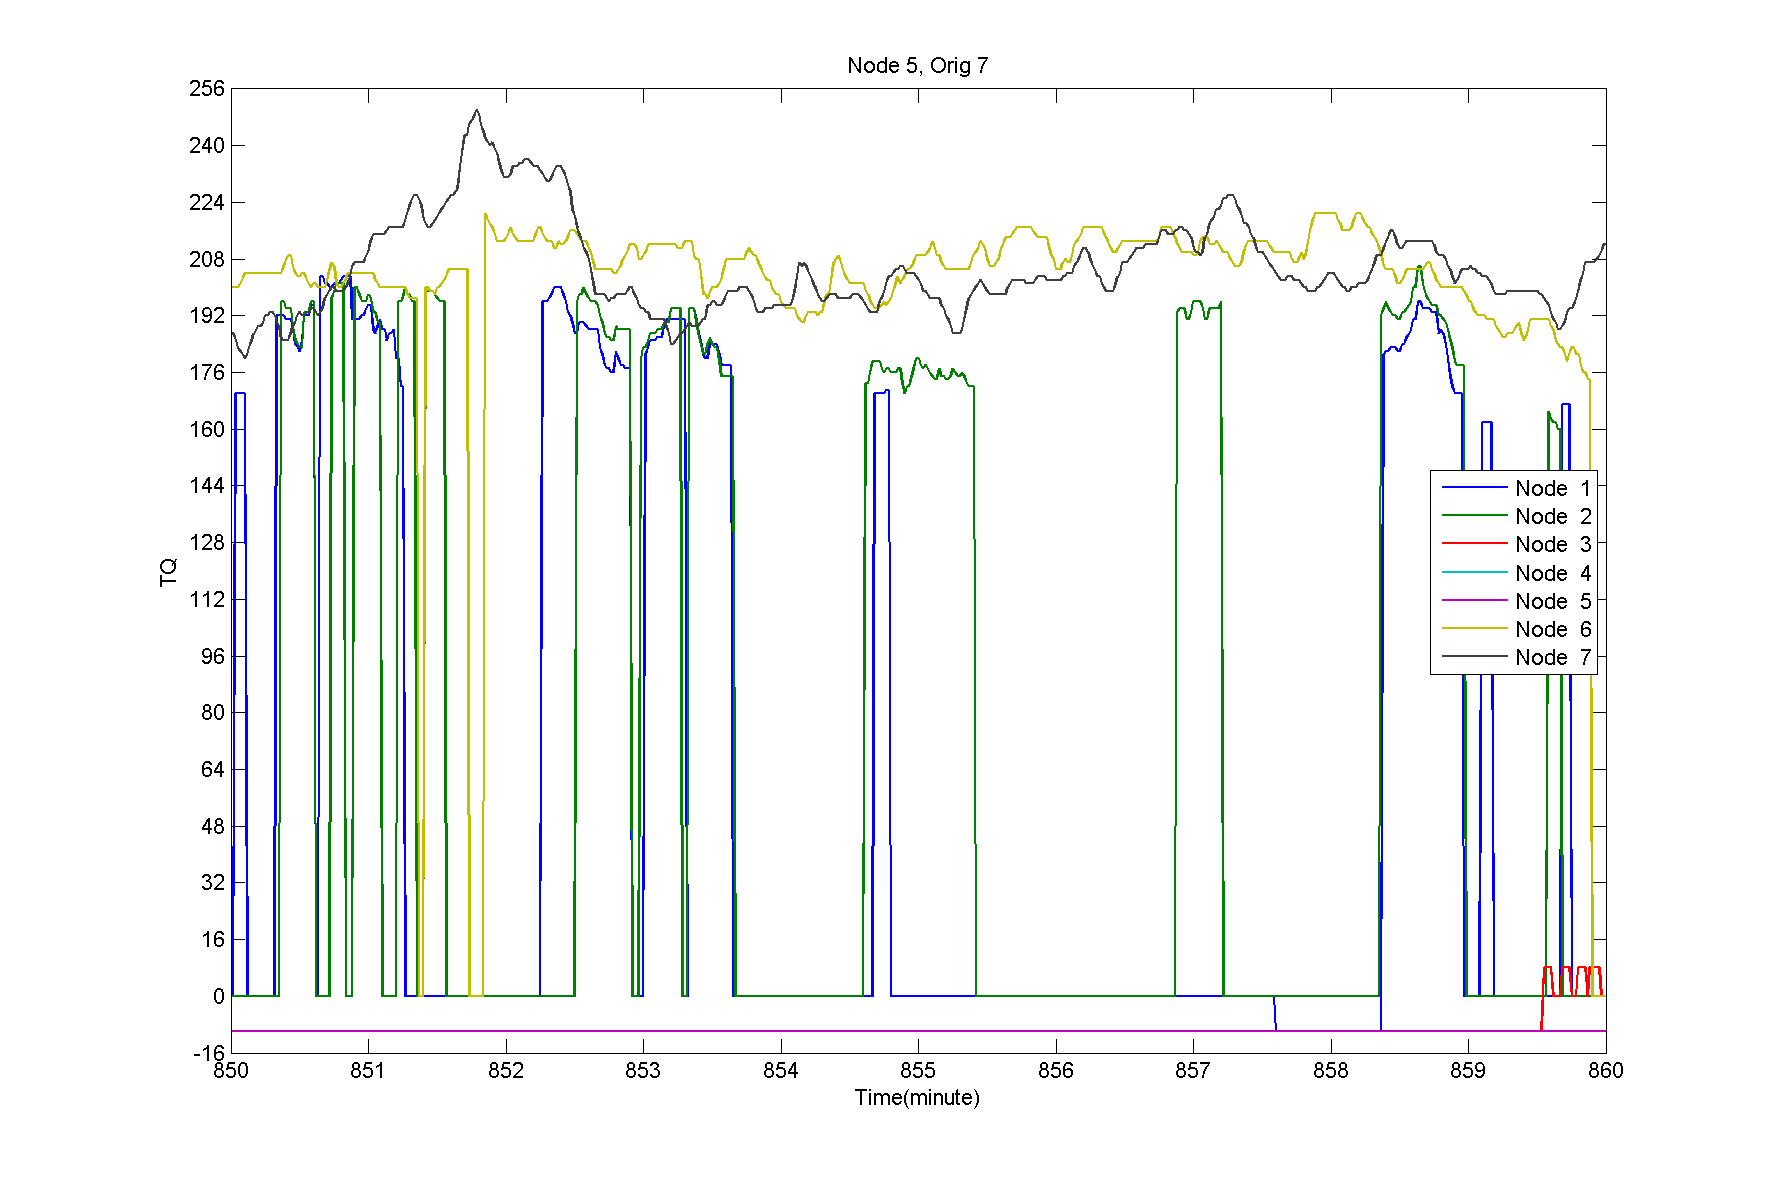 Node 5, Orig 7
256
240
224
208
192
176
160
144
128
112
96
80
64
48
32
16
0
-16
TQ
Node 1
Node 2
Node 3
Node 4
Node 5
Node 6
Node 7
850 851 852 853 854 855 856 857 858 859 860
Time(minute)